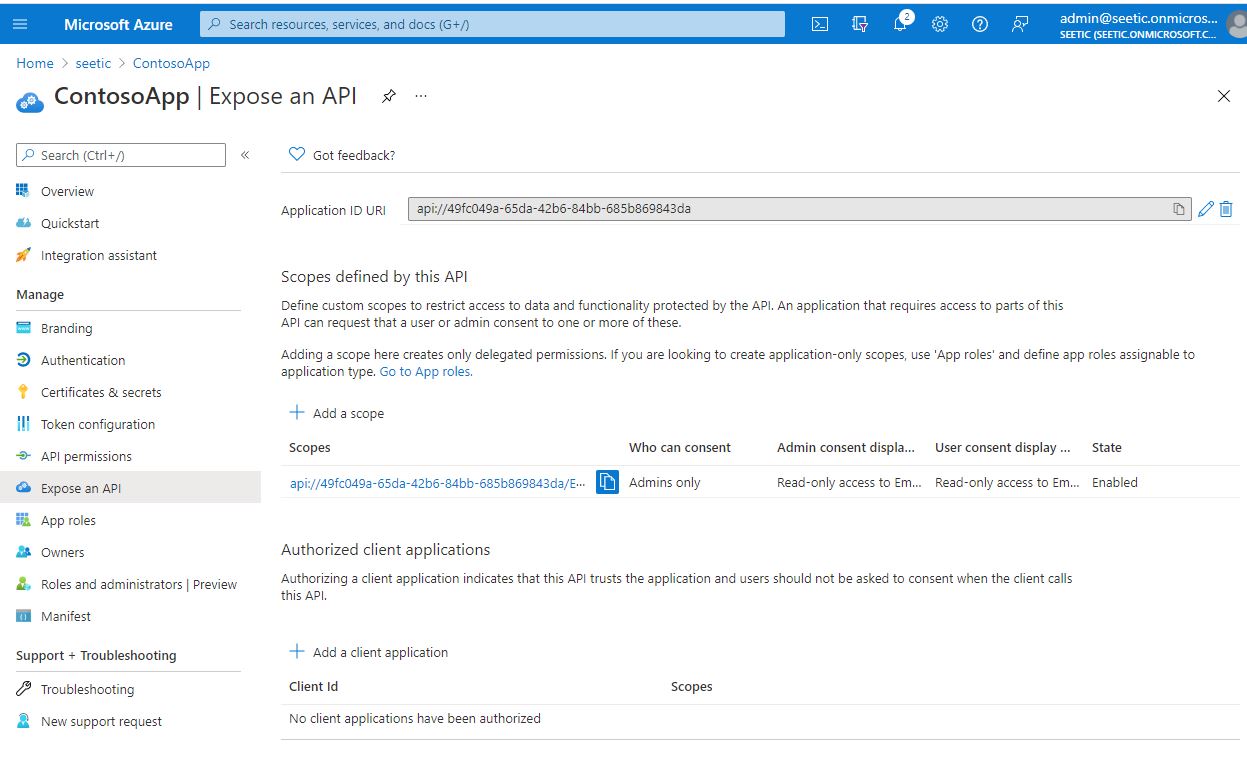 Microsoft Azure
Search resources, services, and docs (G+/)
2
admin@seetic.onmicros...
SEETIC (SEETIC.ONMICROSOFT.C...
Home > seetic > ContosoApp
ContosoApp | Expose an API
Search (Ctrl+/)
Overview
Quickstart
Integration assistant
Manage
Branding
Authentication
Certificates & secrets
Token configuration
API permissions
Expose an API
App roles
Owners
Roles and administrators | Preview
Manifest
Support + Troubleshooting
Troubleshooting
New support request
Got feedback?
Application ID URI
api://49fc049a-65da-42b6-84bb-685b869843da
Scopes defined by this API
Define custom scopes to restrict access to data and functionality protected by the API. An application that requires access to parts of this
API can request that a user or admin consent to one or more of these.
Adding a scope here creates only delegated permissions. If you are looking to create application-only scopes, use 'App roles' and define app roles assignable to
application type. Go to App roles.
Add a scope
Scopes Who can consent Admin consent displa... User consent display ... State
api://49fc049a-65da-42b6-84bb-685b869843da/E... Admins only Read-only access to Em... Read-only access to Em... Enabled
Authorized client applications
Authorizing a client application indicates that this API trusts the application and users should not be asked to consent when the client calls
this API.
Add a client application
Client Id Scopes
No client applications have been authorized